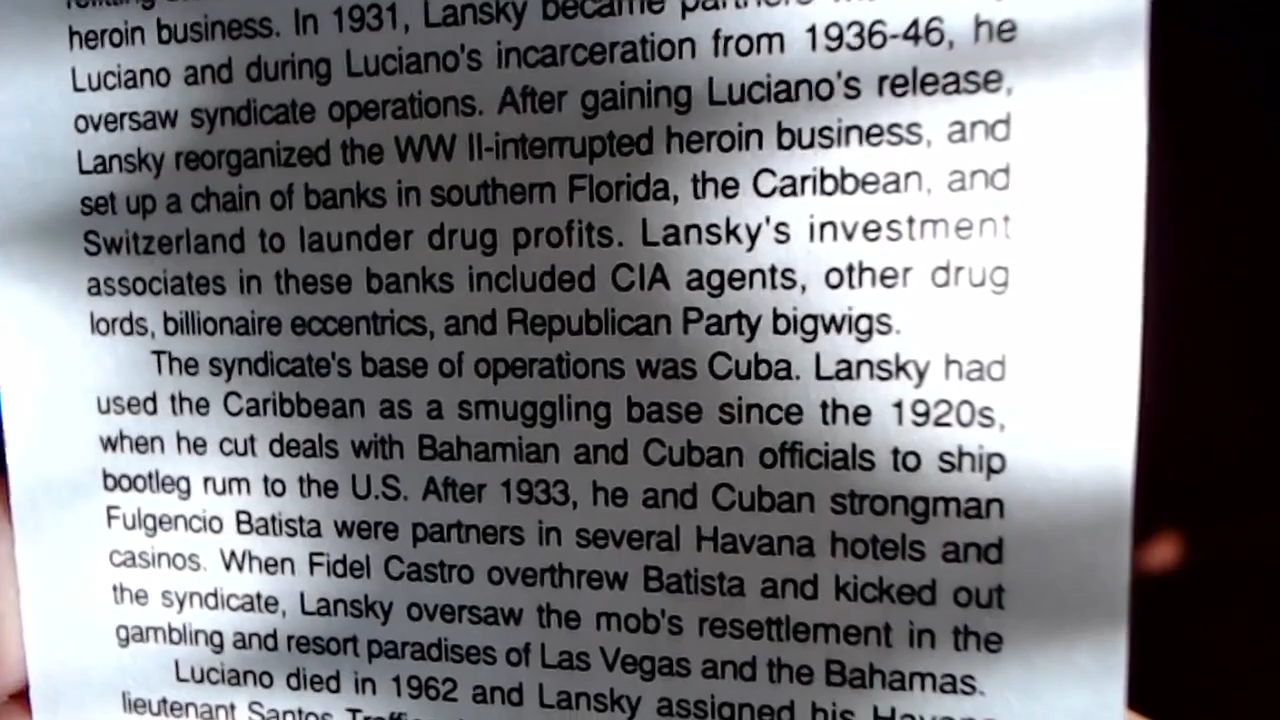 heroin business. In 1931, Lansky became
Luciano and during Luciano's incarceration from 1936-46, he
oversaw syndicate operations. After gaining Luciano's release,
Lansky reorganized the WW II-interrupted heroin business, and
set up a chain of banks in southern Florida, the Caribbean, and
Switzerland to launder drug profits. Lansky's investment
associates in these banks included CIA agents, other drug
lords, billionaire eccentrics, and Republican Party bigwigs.
The syndicate's base of operations was Cuba. Lansky had
used the Caribbean as a smuggling base since the 1920s,
when he cut deals with Bahamian and Cuban officials to ship
bootleg rum to the U.S. After 1933, he and Cuban strongman
Fulgencio Batista were partners in several Havana hotels and
casinos. When Fidel Castro overthrew Batista and kicked out
the syndicate, Lansky oversaw the mob's resettlement in the
gambling and resort paradises of Las Vegas and the Bahamas.
Luciano died in 1962 and Lansky assigned his
lieutenant Santos